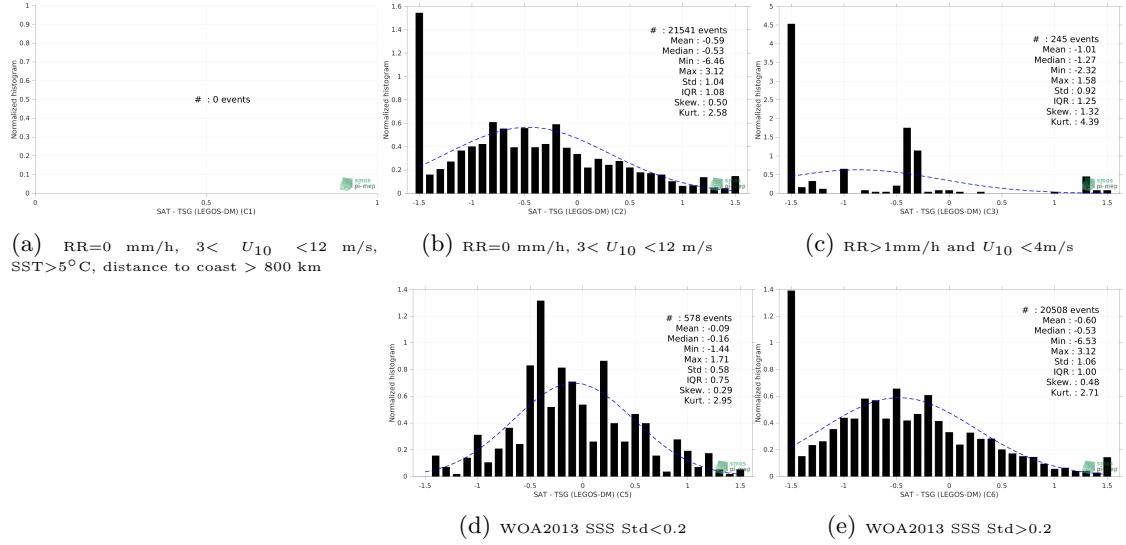 1
0.9
0.8
0.7
0.6
0.5
0.4
0.3
0.2
0.1
0
Normalized histogram
# : 0 events
smos
pi-mep
0 0.5 1
SAT - TSG (LEGOS-DM) (C1)
(a) RR=0 mm/h, 3< U10 <12 m/s,
SST>5°C, distance to coast > 800 km
1.6
1.4
1.2
1
0.8
0.6
0.4
0.2
0
Normalized histogram
# : 21541 events
Mean : -0.59
Median : -0.53
Min : -6.46
Max : 3.12
Std : 1.04
IQR : 1.08
Skew. : 0.50
Kurt. : 2.58
smos
pi-mep
-1.5 -1 -0.5 0 0.5 1 1.5
SAT - TSG (LEGOS-DM) (C2)
(b) RR=0 mm/h, 3< U10 <12 m/s
5
4.5
4
3.5
3
2.5
2
1.5
1
0.5
0
Normalized histogram
# : 245 events
Mean : -1.01
Median : -1.27
Min : -2.32
Max : 1.58
Std : 0.92
IQR : 1.25
Skew. : 1.32
Kurt. : 4.39
smos
pi-mep
-1.5 -1 -0.5 0 0.5 1 1.5
SAT - TSG (LEGOS-DM) (C3)
(c) RR>1mm/h and U10 <4m/s
1.4
1.2
1
0.8
0.6
0.4
0.2
0
Normalized histogram
# : 578 events
Mean : -0.09
Median : -0.16
Min : -1.44
Max : 1.71
Std : 0.58
IQR : 0.75
Skew. : 0.29
Kurt. : 2.95
smos
pi-mep
-1.5 -1 -0.5 0 0.5 1 1.5
SAT - TSG (LEGOS-DM) (C5)
(d) WOA2013 SSS Std<0.2
1.4
1.2
1
0.8
0.6
0.4
0.2
0
Normalized histogram
# : 20508 events
Mean : -0.60
Median : -0.53
Min : -6.53
Max : 3.12
Std : 1.06
IQR : 1.00
Skew. : 0.48
Kurt. : 2.71
smos
pi-mep
-1.5 -1 -0.5 0 0.5 1 1.5
SAT - TSG (LEGOS-DM) (C6)
(e) WOA2013 SSS Std>0.2